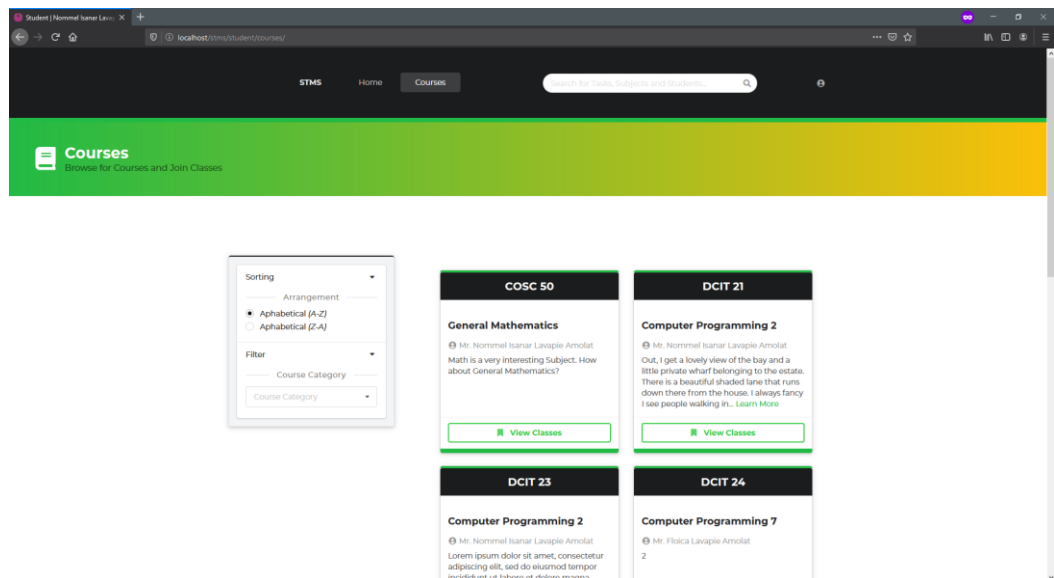 Student | Nommel Isanar Lavap
localhost/stms/student/courses/
STMS Home Courses Search for Tasks, Subjects and Students...
Courses
Browse for Courses and Join Classes
Sorting
Arrangement
Aphabetical (A-Z)
Aphabetical (Z-A)
Filter
Course Category
Course Category
COSC 50
General Mathematics
Mr. Nommel Isanar Lavapie Amolat
Math is a very interesting Subject. How
about General Mathematics?
View Classes
DCIT 21
Computer Programming 2
Mr. Nommel Isanar Lavapie Amolat
Out, I get a lovely view of the bay and a
little private wharf belonging to the estate.
There is a beautiful shaded lane that runs
down there from the house. I always fancy
I see people walking in... Learn More
View Classes
DCIT 23
Computer Programming 2
Mr. Nommel Isanar Lavapie Amolat
Lorem ipsum dolor sit amet, consectetur
adipiscing elit, sed do eiusmod tempor
incididunt ut labore et dolore magna
DCIT 24
Computer Programming 7
Mr. Floica Lavapie Amolat
2